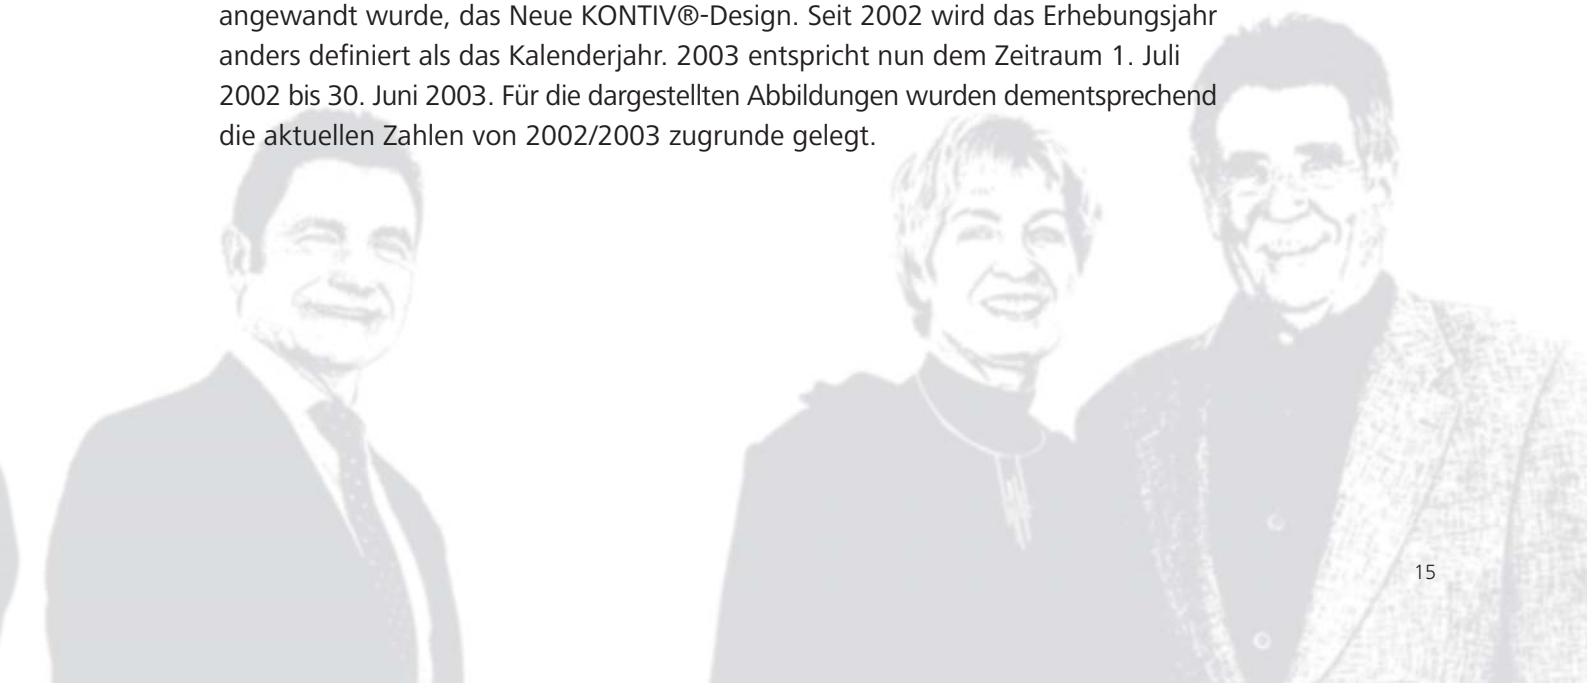 angewandt wurde, das Neue KONTIV®-Design. Seit 2002 wird das Erhebungsjahr
anders definiert als das Kalenderjahr. 2003 entspricht nun dem Zeitraum 1. Juli
2002 bis 30. Juni 2003. Für die dargestellten Abbildungen wurden dementsprechend
die aktuellen Zahlen von 2002/2003 zugrunde gelegt.
15